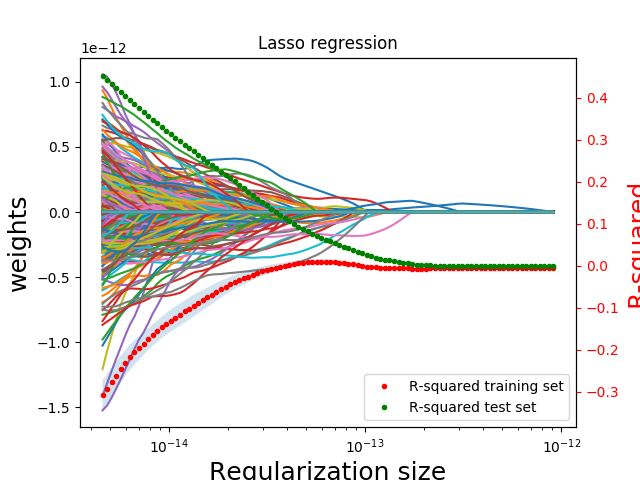 Lasso regression
1e−12
1.0
0.5
0.0
−0.5
−1.0
−1.5
weights
0.4
0.3
0.2
0.1
0.0
−0.1
−0.2
−0.3
R-squared
R-squared training set
R-squared test set
10⁻¹⁴
10⁻¹³
10⁻¹²
Regularization size